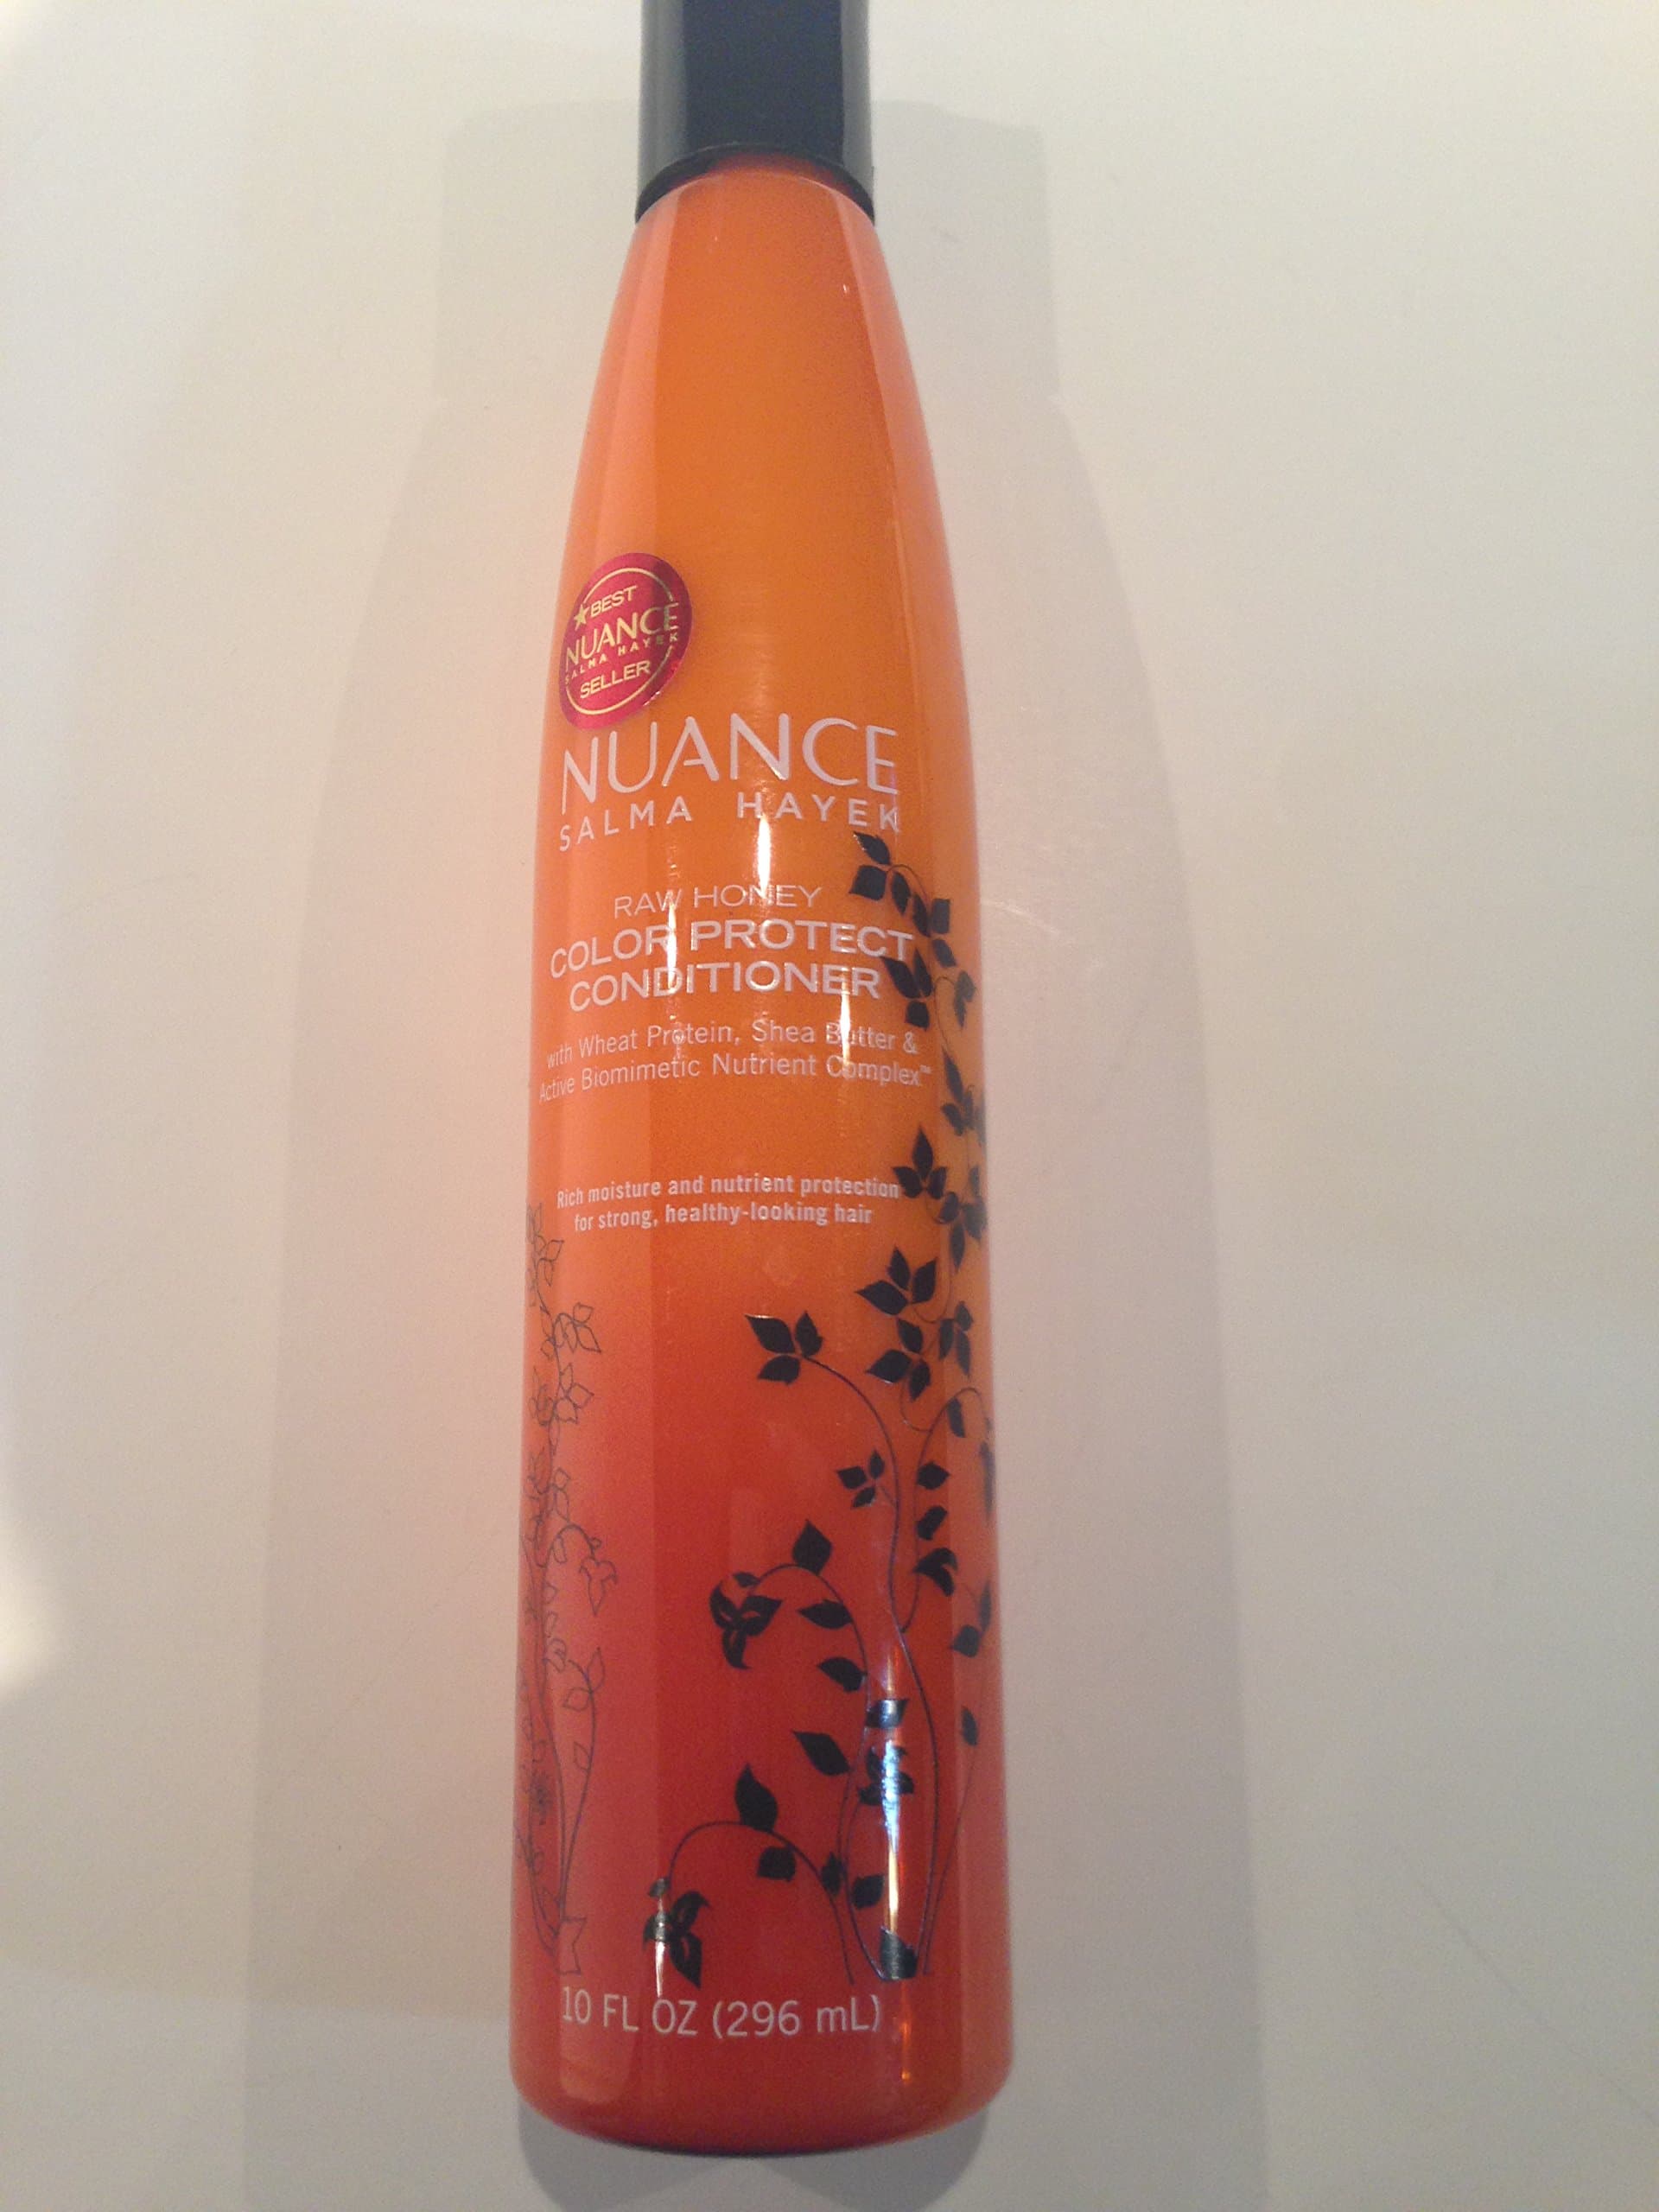 BEST
NUANCE
SALMA HAYEK
SELLER
NUANCE
SALMA HAYEK
RAW HONEY
COLOR PROTECT
CONDITIONER
with Wheat Protein, Shea Butter &
Active Biomimetic Nutrient Complex™
Rich moisture and nutrient protection
for strong, healthy-looking hair
10 FL OZ (296 mL)